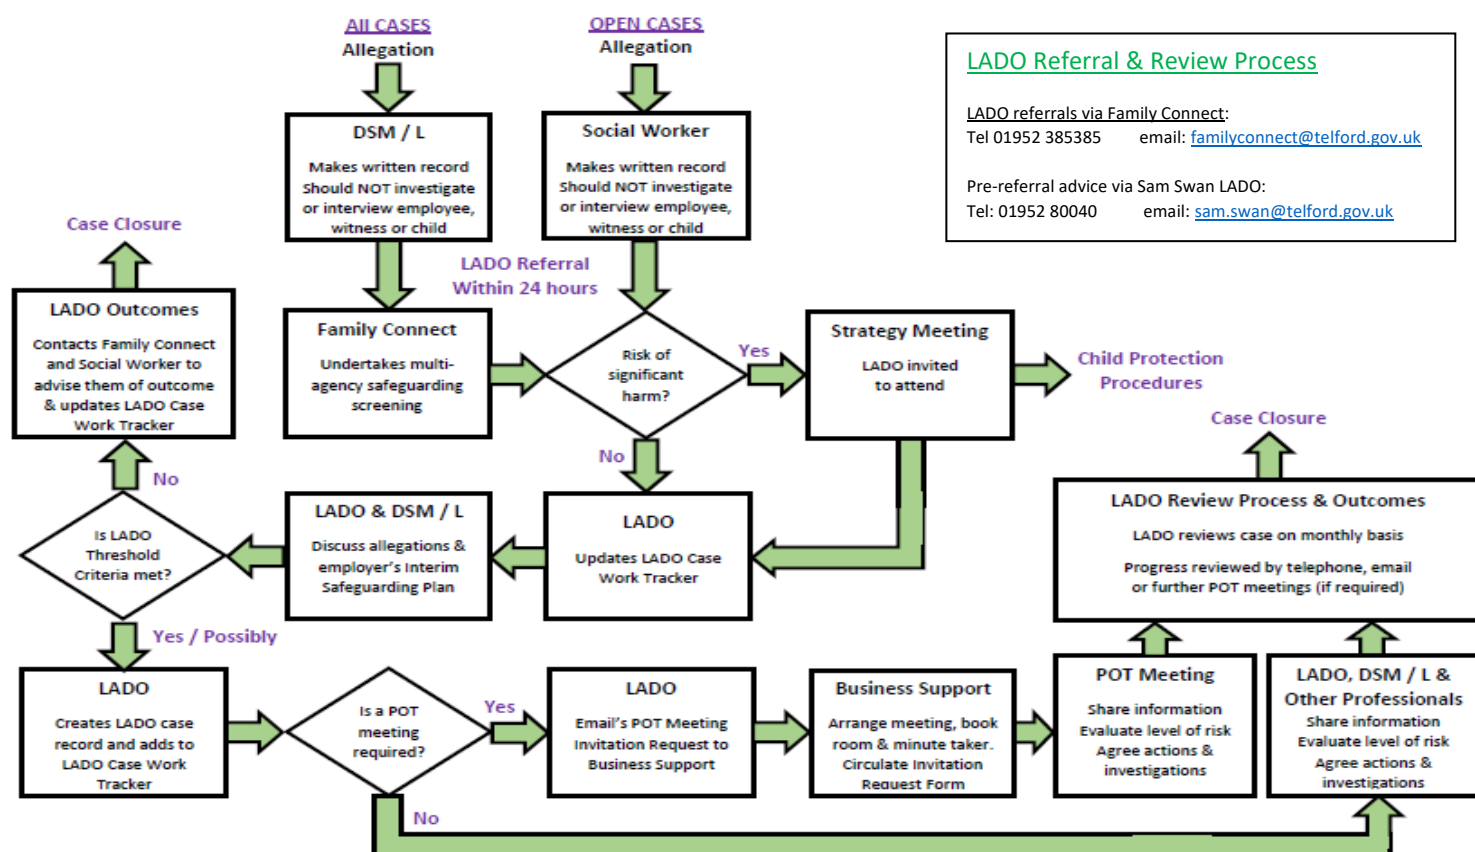 All CASES
Allegation
OPEN CASES
Allegation
LADO Referral & Review Process
LADO referrals via Family Connect:
Tel 01952 385385 email: familyconnect@telford.gov.uk
Pre-referral advice via Sam Swan LADO:
Tel: 01952 80040 email: sam.swan@telford.gov.uk
DSM / L
Makes written record
Should NOT investigate
or interview employee,
witness or child
Social Worker
Makes written record
Should NOT investigate
or interview employee,
witness or child
LADO Referral
Within 24 hours
Case Closure
LADO Outcomes
Contacts Family Connect
and Social Worker to
advise them of outcome
& updates LADO Case
Work Tracker
Family Connect
Undertakes multi-
agency safeguarding
screening
Risk of
significant
harm?
Yes
Strategy Meeting
LADO invited
to attend
Child Protection
Procedures
No
No
Is LADO
Threshold
Criteria met?
LADO & DSM / L
Discuss allegations &
employer's Interim
Safeguarding Plan
LADO
Updates LADO Case
Work Tracker
Case Closure
LADO Review Process & Outcomes
LADO reviews case on monthly basis
Progress reviewed by telephone, email
or further POT meetings (if required)
Yes / Possibly
LADO
Creates LADO case
record and adds to
LADO Case Work
Tracker
Is a POT
meeting
required?
Yes
LADO
Email's POT Meeting
Invitation Request to
Business Support
Business Support
Arrange meeting, book
room & minute taker.
Circulate Invitation
Request Form
POT Meeting
Share information
Evaluate level of risk
Agree actions &
investigations
LADO, DSM / L &
Other Professionals
Share information
Evaluate level of risk
Agree actions &
investigations
No